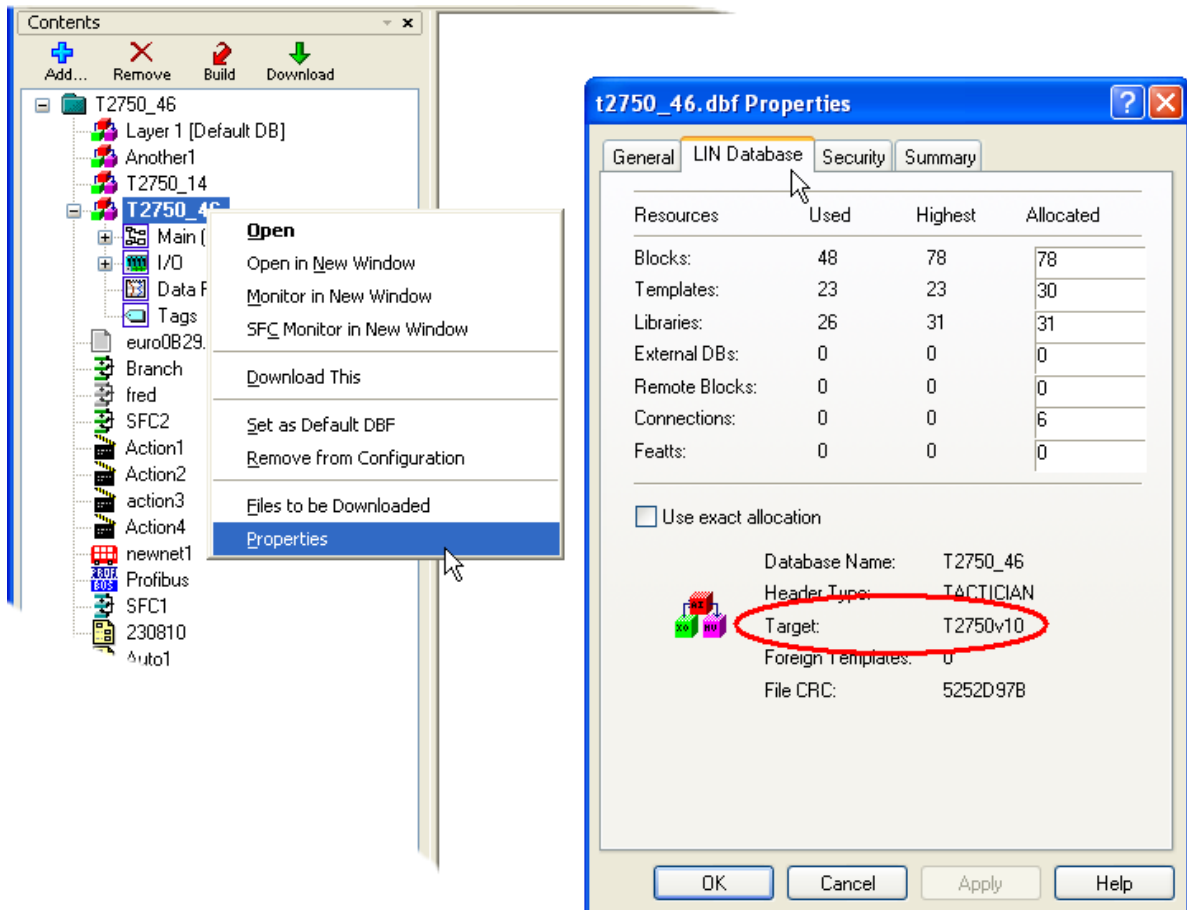 Contents
Add... Remove Build Download
T2750_46
Layer 1 [Default DB]
Another1
T2750_14
T2750_46
Main (
I/O
Data F
Tags
euro0B29.
Branch
fred
SFC2
Action1
Action2
action3
Action4
newnet1
Profibus
SFC1
230810
Auto1
Open
Open in New Window
Monitor in New Window
SFC Monitor in New Window
Download This
Set as Default DBF
Remove from Configuration
Files to be Downloaded
Properties
t2750_46.dbf Properties
General LIN Database Security Summary
Resources Used Highest Allocated
Blocks: 48 78 78
Templates: 23 23 30
Libraries: 26 31 31
External DBs: 0 0 0
Remote Blocks: 0 0 0
Connections: 0 0 6
Featts: 0 0 0
Use exact allocation
Database Name: T2750_46
Header Type: TACTICIAN
Target: T2750v10
Foreign Templates: 0
File CRC: 5252D97B
OK Cancel Apply Help